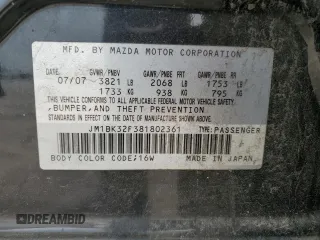 MFD. BY MAZDA MOTOR CORPORATION
DATE GVWR/PNBV GAWR/PNBE FRT GAWR/PNBE RR
07/07 3821 LB 2068 LB 1753 LB
1733 KG 938 KG 795 KG
THIS VEHICLE CONFORMS TO ALL APPLICABLE FEDERAL MOTOR VEHICLE SAFETY,
BUMPER, AND THEFT PREVENTION
STANDARDS IN EFFECT ON THE DATE OF MANUFACTURE SHOWN ABOVE.
JM1BK32F381802361 TYPE:PASSENGER
BODY COLOR CODE:16W MADE IN JAPAN
DREAMBID